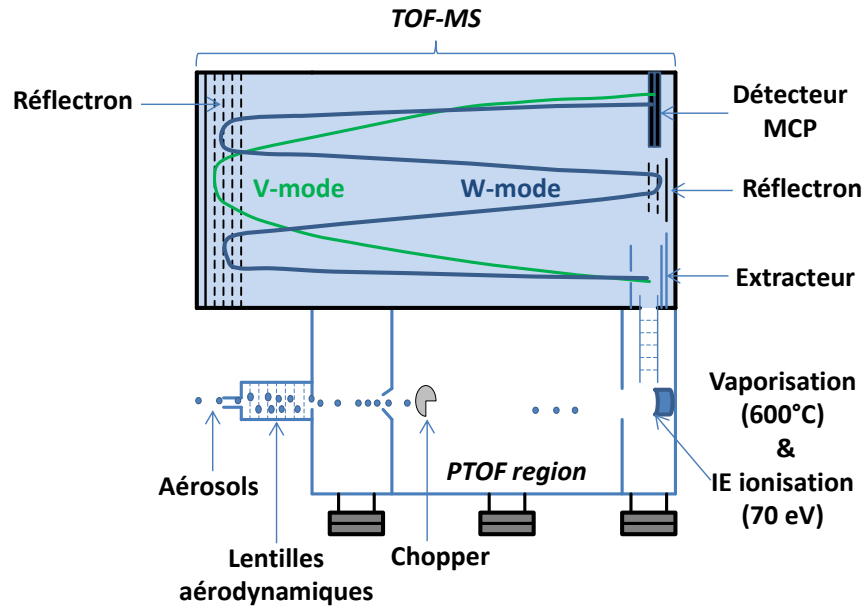 TOF-MS
Réflectron
Détecteur
MCP
V-mode
W-mode
Réflectron
Extracteur
Vaporisation
(600°C)
&
IE ionisation
(70 eV)
Aérosols
PTOF region
Lentilles
aérodynamiques
Chopper